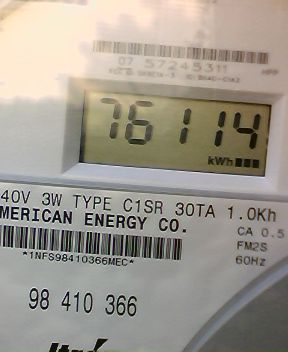 07 57245311
76114
kWh
40V 3W TYPE C1SR 30TA 1.0Kh
MERICAN ENERGY CO.
CA 0.5
FM2S
60Hz
*1NFS98410366MEC*
98 410 366